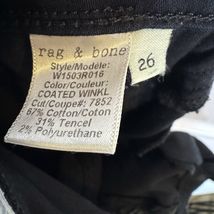 rag & bone
Style/Modèle:
W1503R016
Color/Couleur:
COATED WINKL
Cut/Coupe#: 7852
67% Cotton/Coton
31% Tencel
2% Polyurethane
26